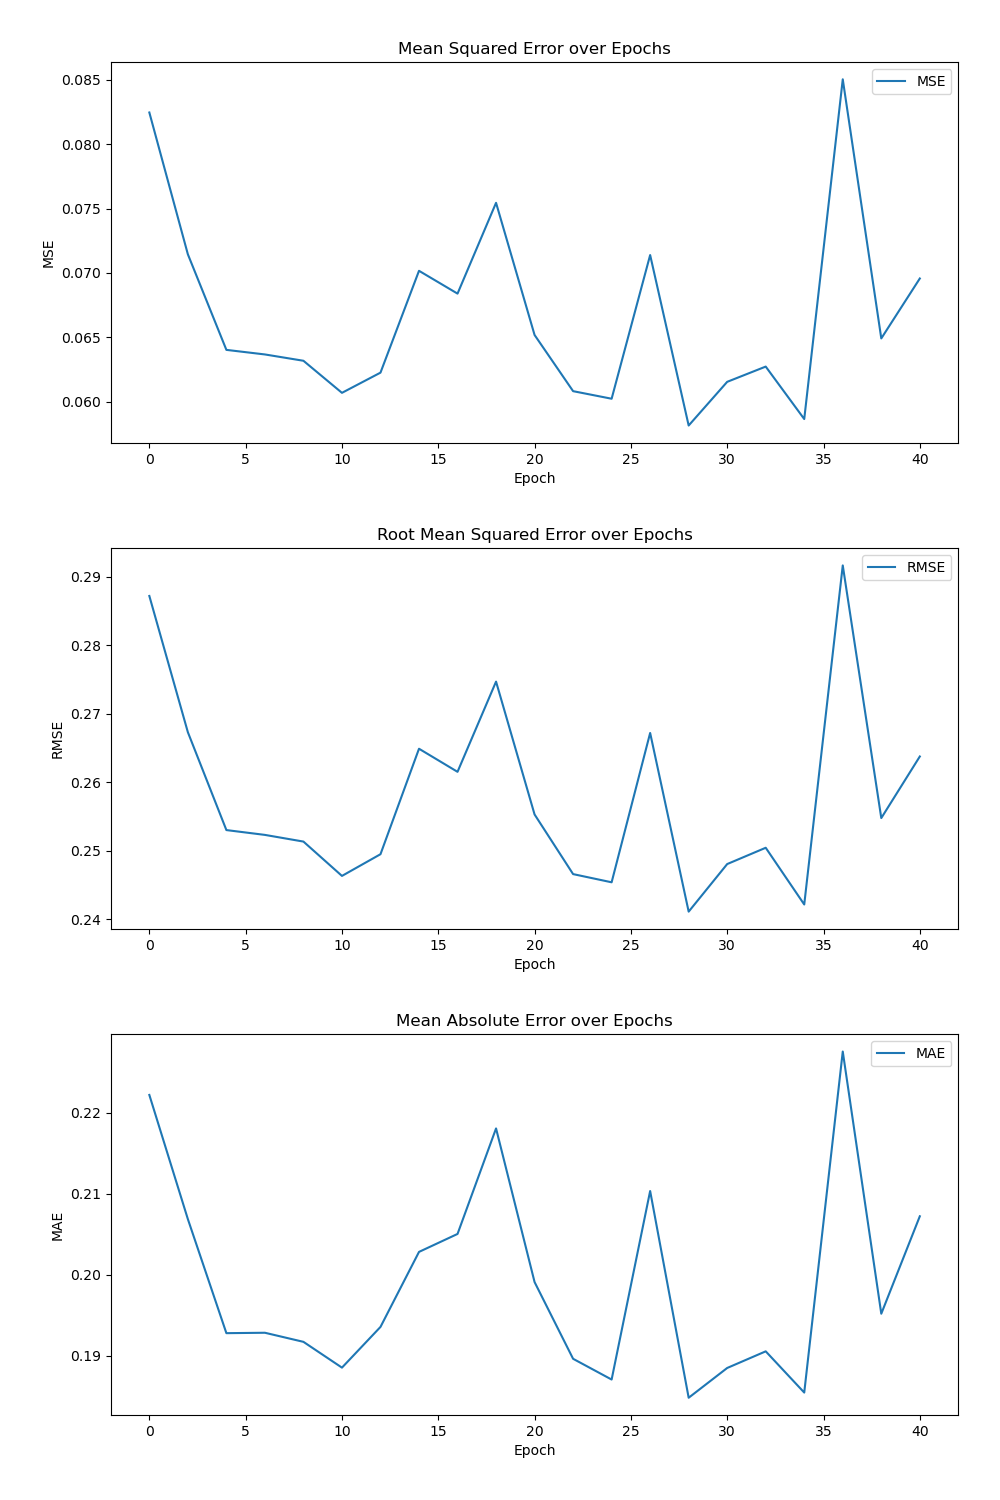 Mean Squared Error over Epochs
MSE
0.085
0.080
0.075
0.070
0.065
0.060
MSE
0 5 10 15 20 25 30 35 40
Epoch
Root Mean Squared Error over Epochs
RMSE
0.29
0.28
0.27
0.26
0.25
0.24
RMSE
0 5 10 15 20 25 30 35 40
Epoch
Mean Absolute Error over Epochs
MAE
0.22
0.21
0.20
0.19
MAE
0 5 10 15 20 25 30 35 40
Epoch